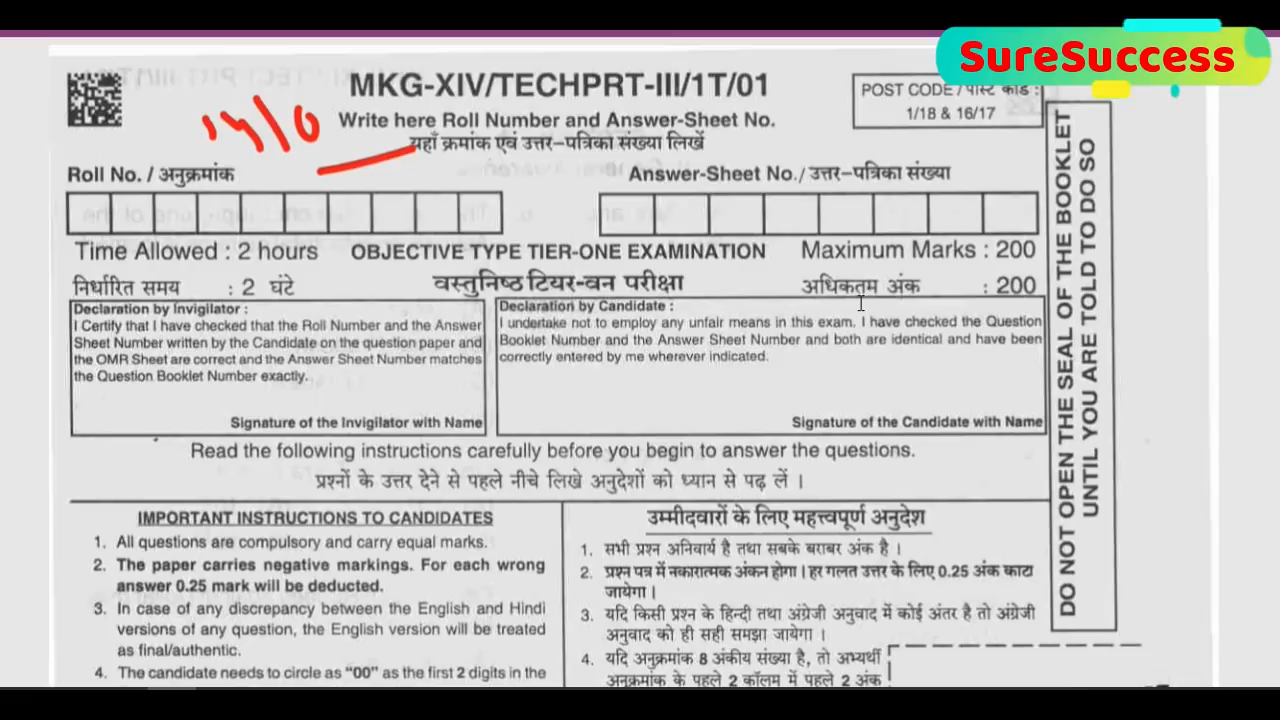 SureSuccess
MKG-XIV/TECHPRT-III/1T/01
POST CODE / पोस्ट कोड :
1/18 & 16/17
Write here Roll Number and Answer-Sheet No.
यहाँ क्रमांक एवं उत्तर-पत्रिका संख्या लिखें
Roll No. / अनुक्रमांक
Answer-Sheet No./ उत्तर-पत्रिका संख्या
Time Allowed : 2 hours OBJECTIVE TYPE TIER-ONE EXAMINATION Maximum Marks : 200
निर्धारित समय : 2 घंटे वस्तुनिष्ठ टियर-वन परीक्षा अधिकतम अंक : 200
Declaration by Invigilator :
I Certify that I have checked that the Roll Number and the Answer
Sheet Number written by the Candidate on the question paper and
the OMR Sheet are correct and the Answer Sheet Number matches
the Question Booklet Number exactly.
Signature of the Invigilator with Name
Declaration by Candidate :
I undertake not to employ any unfair means in this exam. I have checked the Question
Booklet Number and the Answer Sheet Number and both are identical and have been
correctly entered by me wherever indicated.
Signature of the Candidate with Name
DO NOT OPEN THE SEAL OF THE BOOKLET
UNTIL YOU ARE TOLD TO DO SO
Read the following instructions carefully before you begin to answer the questions.
प्रश्नों के उत्तर देने से पहले नीचे लिखे अनुदेशों को ध्यान से पढ़ लें ।
IMPORTANT INSTRUCTIONS TO CANDIDATES
1. All questions are compulsory and carry equal marks.
2. The paper carries negative markings. For each wrong
answer 0.25 mark will be deducted.
3. In case of any discrepancy between the English and Hindi
versions of any question, the English version will be treated
as final/authentic.
4. The candidate needs to circle as "00" as the first 2 digits in the
उम्मीदवारों के लिए महत्त्वपूर्ण अनुदेश
1. सभी प्रश्न अनिवार्य है तथा सबके बराबर अंक है ।
2. प्रश्न पत्र में नकारात्मक अंकन होगा । हर गलत उत्तर के लिए 0.25 अंक काटा
जायेगा ।
3. यदि किसी प्रश्न के हिन्दी तथा अंग्रेजी अनुवाद में कोई अंतर है तो अंग्रेजी
अनुवाद को ही सही समझा जायेगा ।
4. यदि अनुक्रमांक 8 अंकीय संख्या है, तो अभ्यर्थी
अनुक्रमांक के पहले 2 कॉलम में पहले 2 अंक